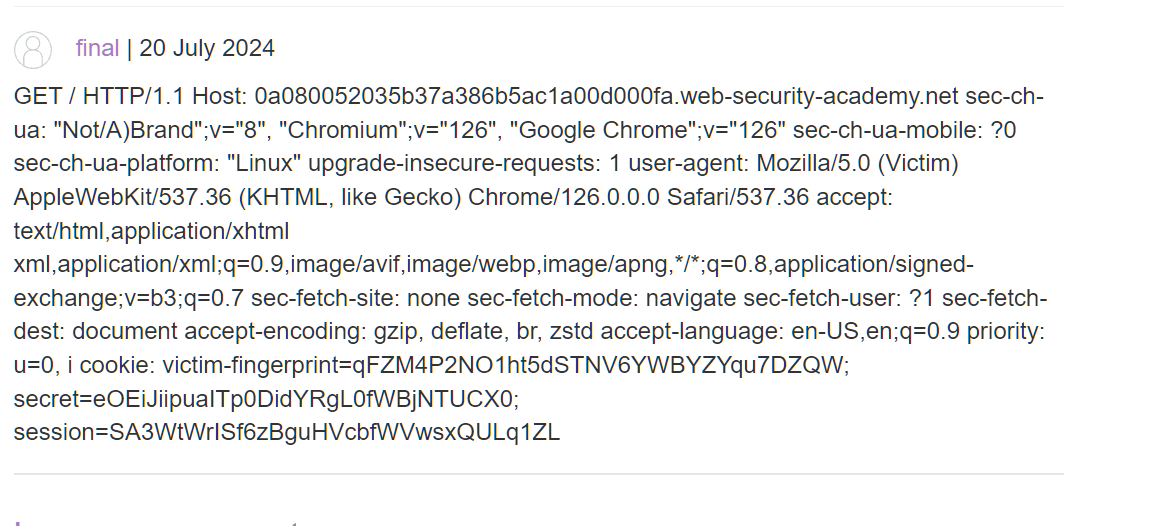 final | 20 July 2024
GET / HTTP/1.1 Host: 0a080052035b37a386b5ac1a00d000fa.web-security-academy.net sec-ch-
ua: "Not/A)Brand";v="8", "Chromium";v="126", "Google Chrome";v="126" sec-ch-ua-mobile: ?0
sec-ch-ua-platform: "Linux" upgrade-insecure-requests: 1 user-agent: Mozilla/5.0 (Victim)
AppleWebKit/537.36 (KHTML, like Gecko) Chrome/126.0.0.0 Safari/537.36 accept:
text/html,application/xhtml
xml,application/xml;q=0.9,image/avif,image/webp,image/apng,*/*;q=0.8,application/signed-
exchange;v=b3;q=0.7 sec-fetch-site: none sec-fetch-mode: navigate sec-fetch-user: ?1 sec-fetch-
dest: document accept-encoding: gzip, deflate, br, zstd accept-language: en-US,en;q=0.9 priority:
u=0, i cookie: victim-fingerprint=qFZM4P2NO1ht5dSTNV6YWBYZYqu7DZQW;
secret=eOEiJiipuaITp0DidYRgL0fWBjNTUCX0;
session=SA3WtWrISf6zBguHVcbfWVwsxQULq1ZL